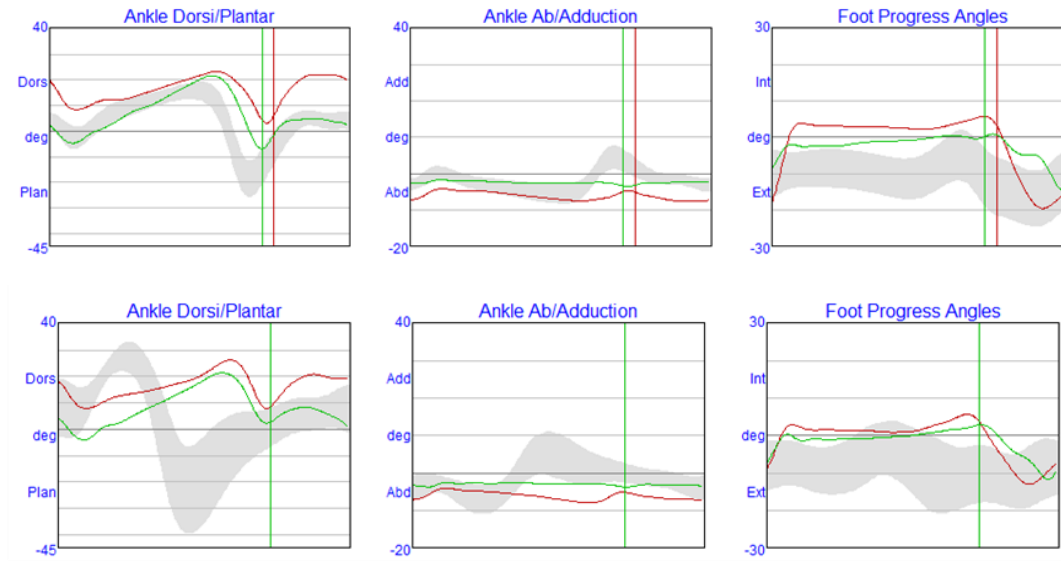 Ankle Dorsi/Plantar
40
Dors
deg
Plan
-45
Ankle Ab/Adduction
40
Add
deg
Abd
-20
Foot Progress Angles
30
Int
deg
Ext
-30
Ankle Dorsi/Plantar
40
Dors
deg
Plan
-45
Ankle Ab/Adduction
40
Add
deg
Abd
-20
Foot Progress Angles
30
Int
deg
Ext
-30